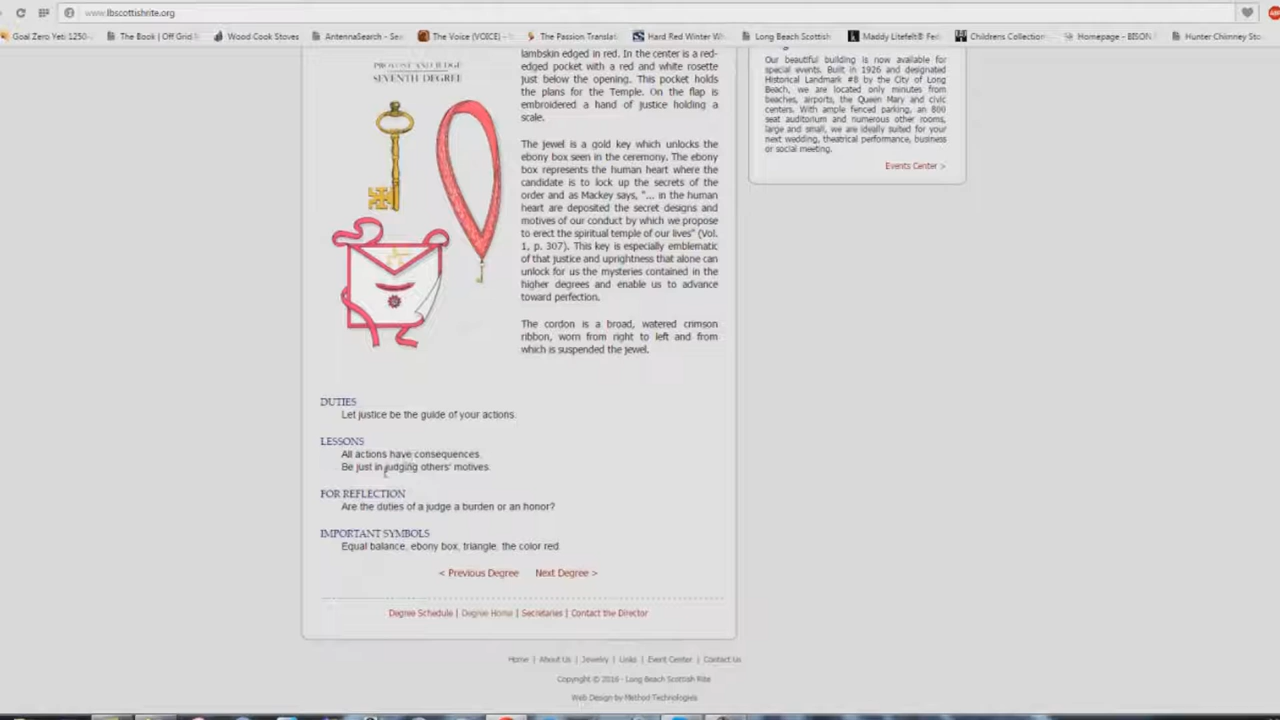 www.lbscottishrite.org
Goal Zero Yeti 1250
The Book | Off Grid
Wood Cook Stoves
AntennaSearch - Se
The Voice (VOICE) -
The Passion Translat
Hard Red Winter W
Long Beach Scottish
Maddy Litefelt® Fel
Childrens Collection
Homepage - BISON
Hunter Chimney Sto
PROVOST AND JUDGE
SEVENTH DEGREE
lambskin edged in red. In the center is a red-
edged pocket with a red and white rosette
just below the opening. This pocket holds
the plans for the Temple. On the flap is
embroidered a hand of justice holding a
scale.
The jewel is a gold key which unlocks the
ebony box seen in the ceremony. The ebony
box represents the human heart where the
candidate is to lock up the secrets of the
order and as Mackey says, "... in the human
heart are deposited the secret designs and
motives of our conduct by which we propose
to erect the spiritual temple of our lives" (Vol.
1, p. 307). This key is especially emblematic
of that justice and uprightness that alone can
unlock for us the mysteries contained in the
higher degrees and enable us to advance
toward perfection.
The cordon is a broad, watered crimson
ribbon, worn from right to left and from
which is suspended the jewel.
DUTIES
Let justice be the guide of your actions.
LESSONS
All actions have consequences.
Be just in judging others' motives.
FOR REFLECTION
Are the duties of a judge a burden or an honor?
IMPORTANT SYMBOLS
Equal balance, ebony box, triangle, the color red
< Previous Degree Next Degree >
Degree Schedule | Degree Home | Secretaries | Contact the Director
Our beautiful building is now available for
special events. Built in 1926 and designated
Historical Landmark #8 by the City of Long
Beach, we are located only minutes from
beaches, airports, the Queen Mary and civic
centers. With ample fenced parking, an 800
seat auditorium and numerous other rooms,
large and small, we are ideally suited for your
next wedding, theatrical performance, business
or social meeting.
Events Center >
Home | About Us | Jewelry | Links | Event Center | Contact Us
Copyright © 2016 - Long Beach Scottish Rite
Web Design by Method Technologies